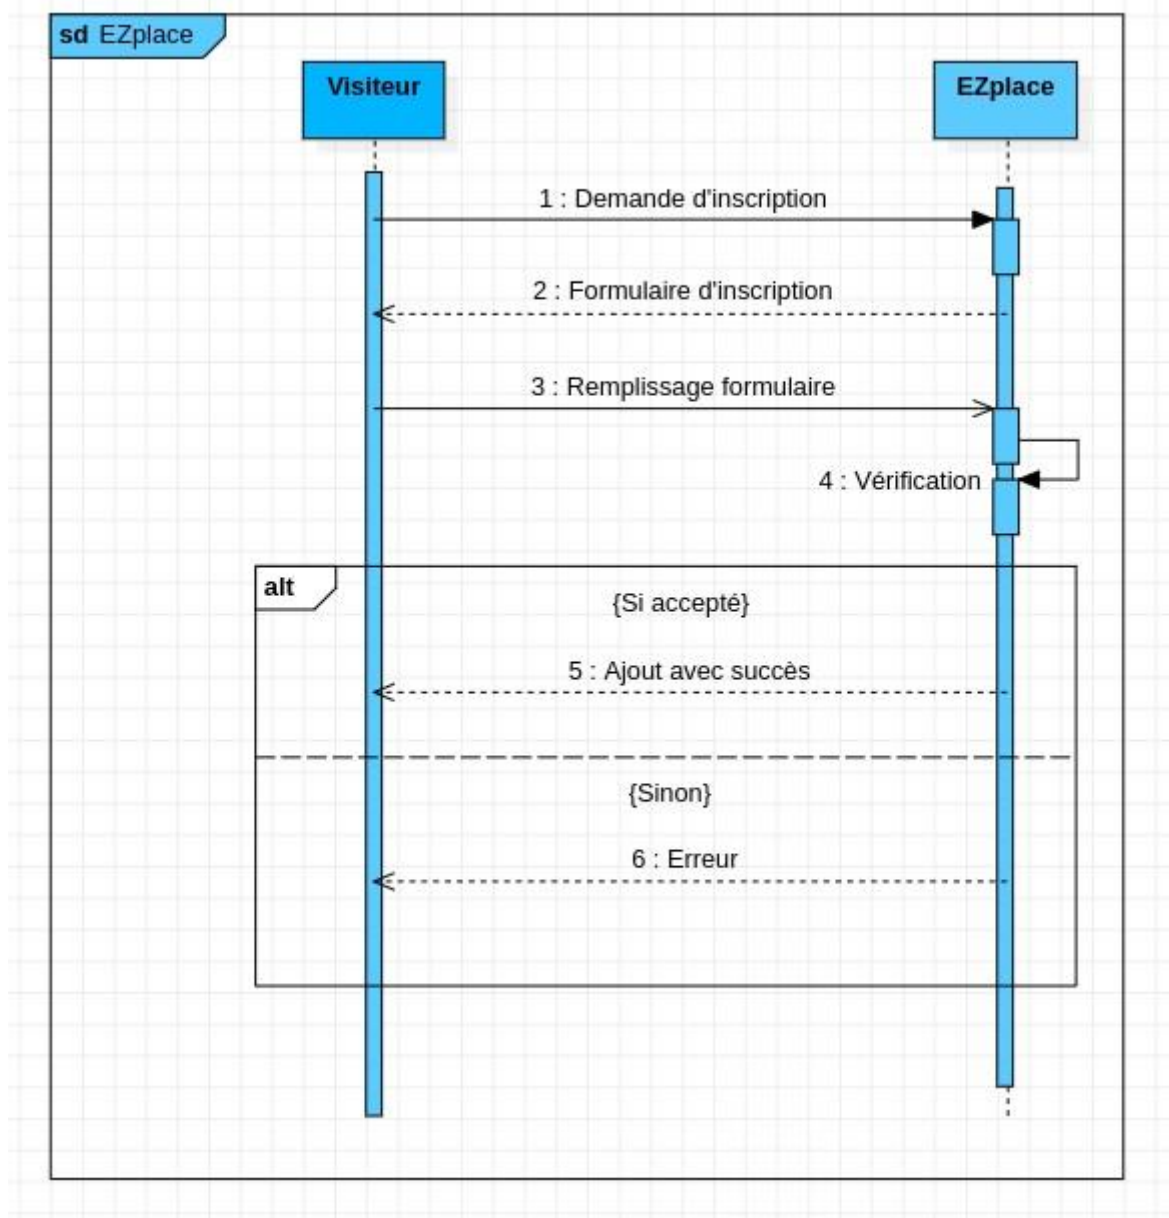 sd EZplace
Visiteur
EZplace
1 : Demande d'inscription
2 : Formulaire d'inscription
3 : Remplissage formulaire
4 : Vérification
alt
{Si accepté}
5 : Ajout avec succès
{Sinon}
6 : Erreur